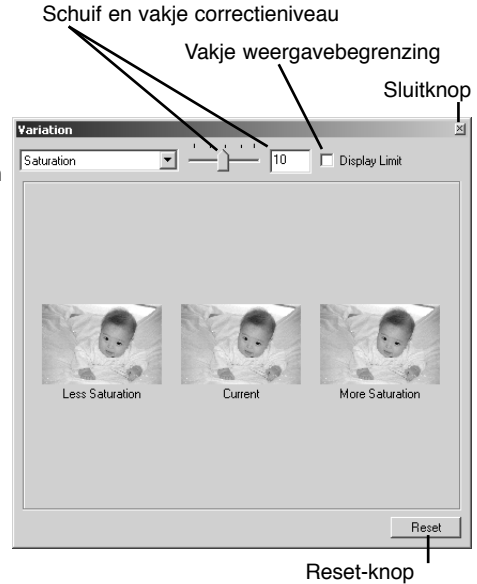 Schuif en vakje correctieniveau
Vakje weergavebegrenzing
Sluitknop
Variation
Saturation 10 Display Limit
Less Saturation Current More Saturation
Reset
Reset-knop